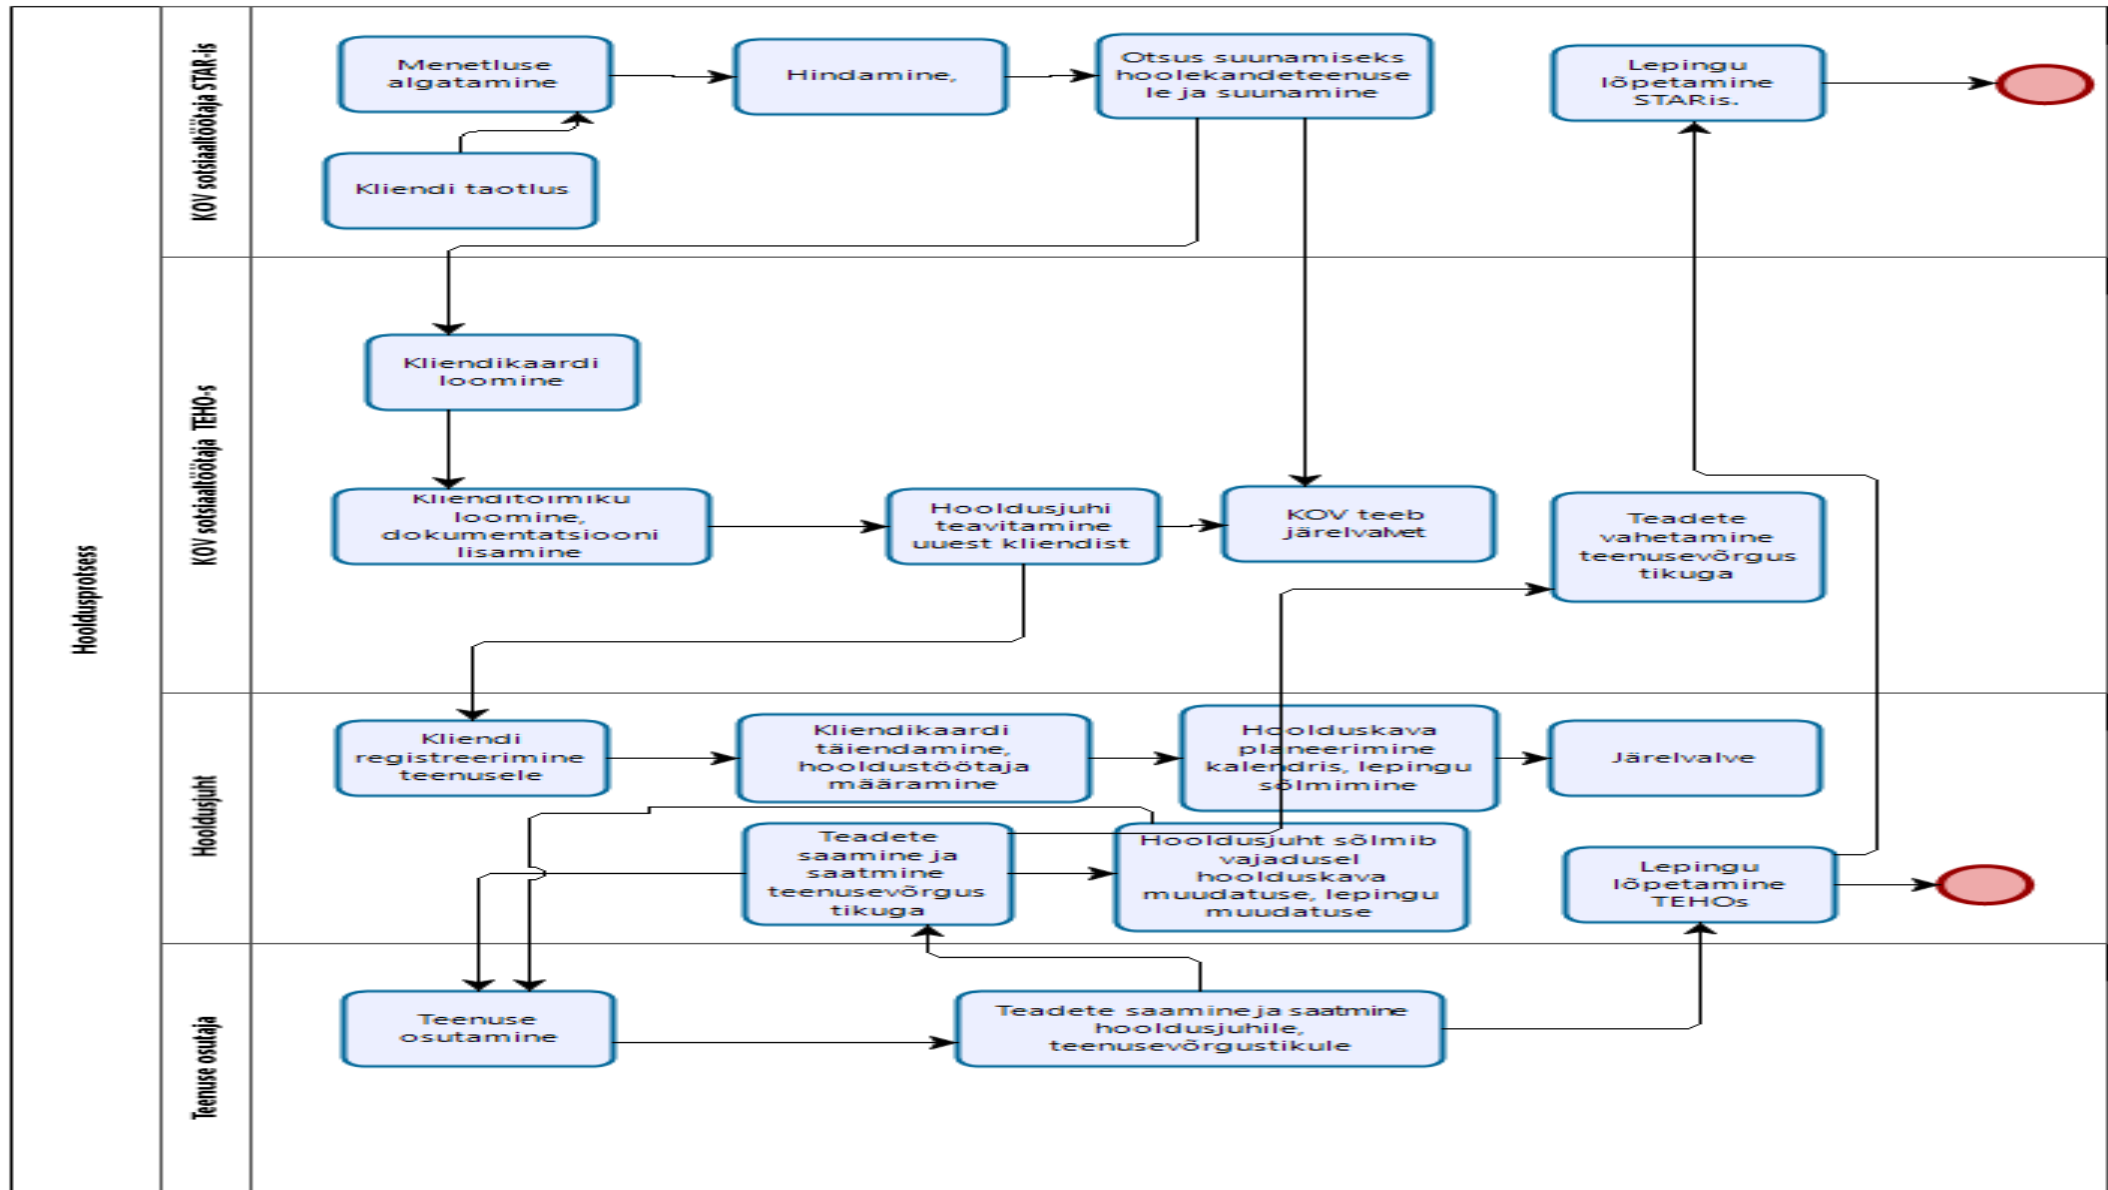 Hooldusprotsess
KOV sotsiaaltöötaja STAR-is
Menetluse
algatamine
Hindamine,
Otsus suunamiseks
hoolekandeteenuse
le ja suunamine
Lepingu
lõpetamine
STARis.
Kliendi taotlus
KOV sotsiaaltöötaja TEHO-s
Kliendikaardi
loomine
Klienditoimiku
loomine,
dokumentatsiooni
lisamine
Hooldusjuhi
teavitamine
uuest kliendist
KOV teeb
järelvalvet
Teadete
vahetamine
teenusevõrgus
tikuga
Hooldusjuht
Kliendi
registreerimine
teenusele
Kliendikaardi
täiendamine,
hooldustöötaja
määramine
Hoolduskava
planeerimine
kalendris, lepingu
sõlmimine
Järelvalve
Teadete
saamine ja
saatmine
teenusevõrgus
tikuga
Hooldusjuht sõlmib
vajadusel
hoolduskava
muudatuse, lepingu
muudatuse
Lepingu
lõpetamine
TEHOs
Teenuse osutaja
Teenuse
osutamine
Teadete saamine ja saatmine
hooldusjuhile,
teenusevõrgustikule